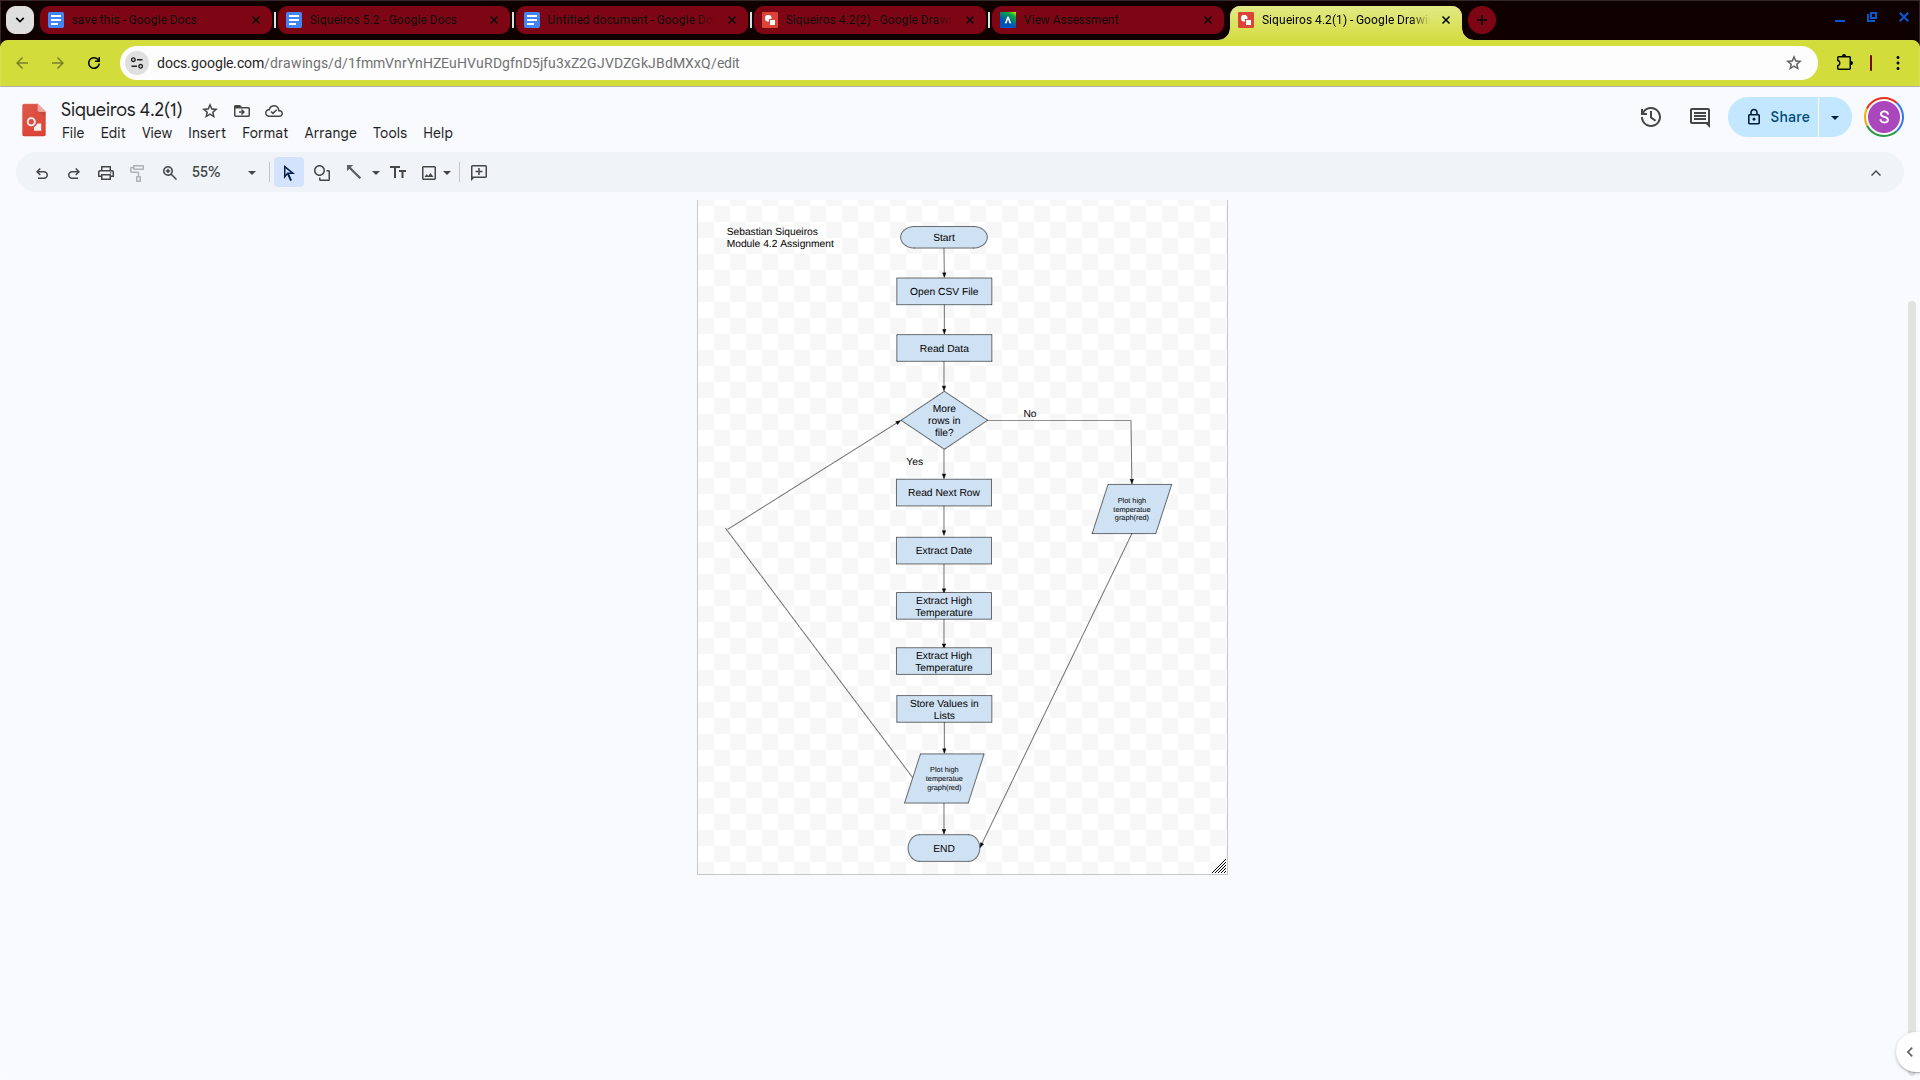 save this - Google Docs
Siqueiros 5.2 - Google Docs
Untitled document - Google Do
Siqueiros 4.2(2) - Google Draw
View Assessment
Siqueiros 4.2(1) - Google Drawi
docs.google.com/drawings/d/1fmmVnrYnHZEuHVuRDgfnD5jfu3xZ2GJVDZGkJBdMXxQ/edit
Siqueiros 4.2(1)
File Edit View Insert Format Arrange Tools Help
Share
S
55%
Tт
Sebastian Siqueiros
Module 4.2 Assignment
Start
Open CSV File
Read Data
More
rows in
file?
No
Yes
Read Next Row
Plot high
temperatue
graph(red)
Extract Date
Extract High
Temperature
Extract High
Temperature
Store Values in
Lists
Plot high
temperatue
graph(red)
END